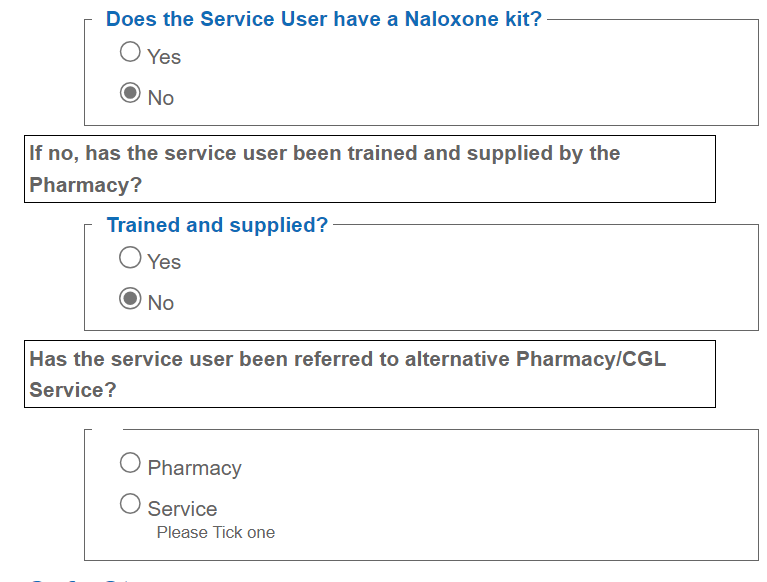 Does the Service User have a Naloxone kit?
Yes
No
If no, has the service user been trained and supplied by the
Pharmacy?
Trained and supplied?
Yes
No
Has the service user been referred to alternative Pharmacy/CGL
Service?
Pharmacy
Service
Please Tick one